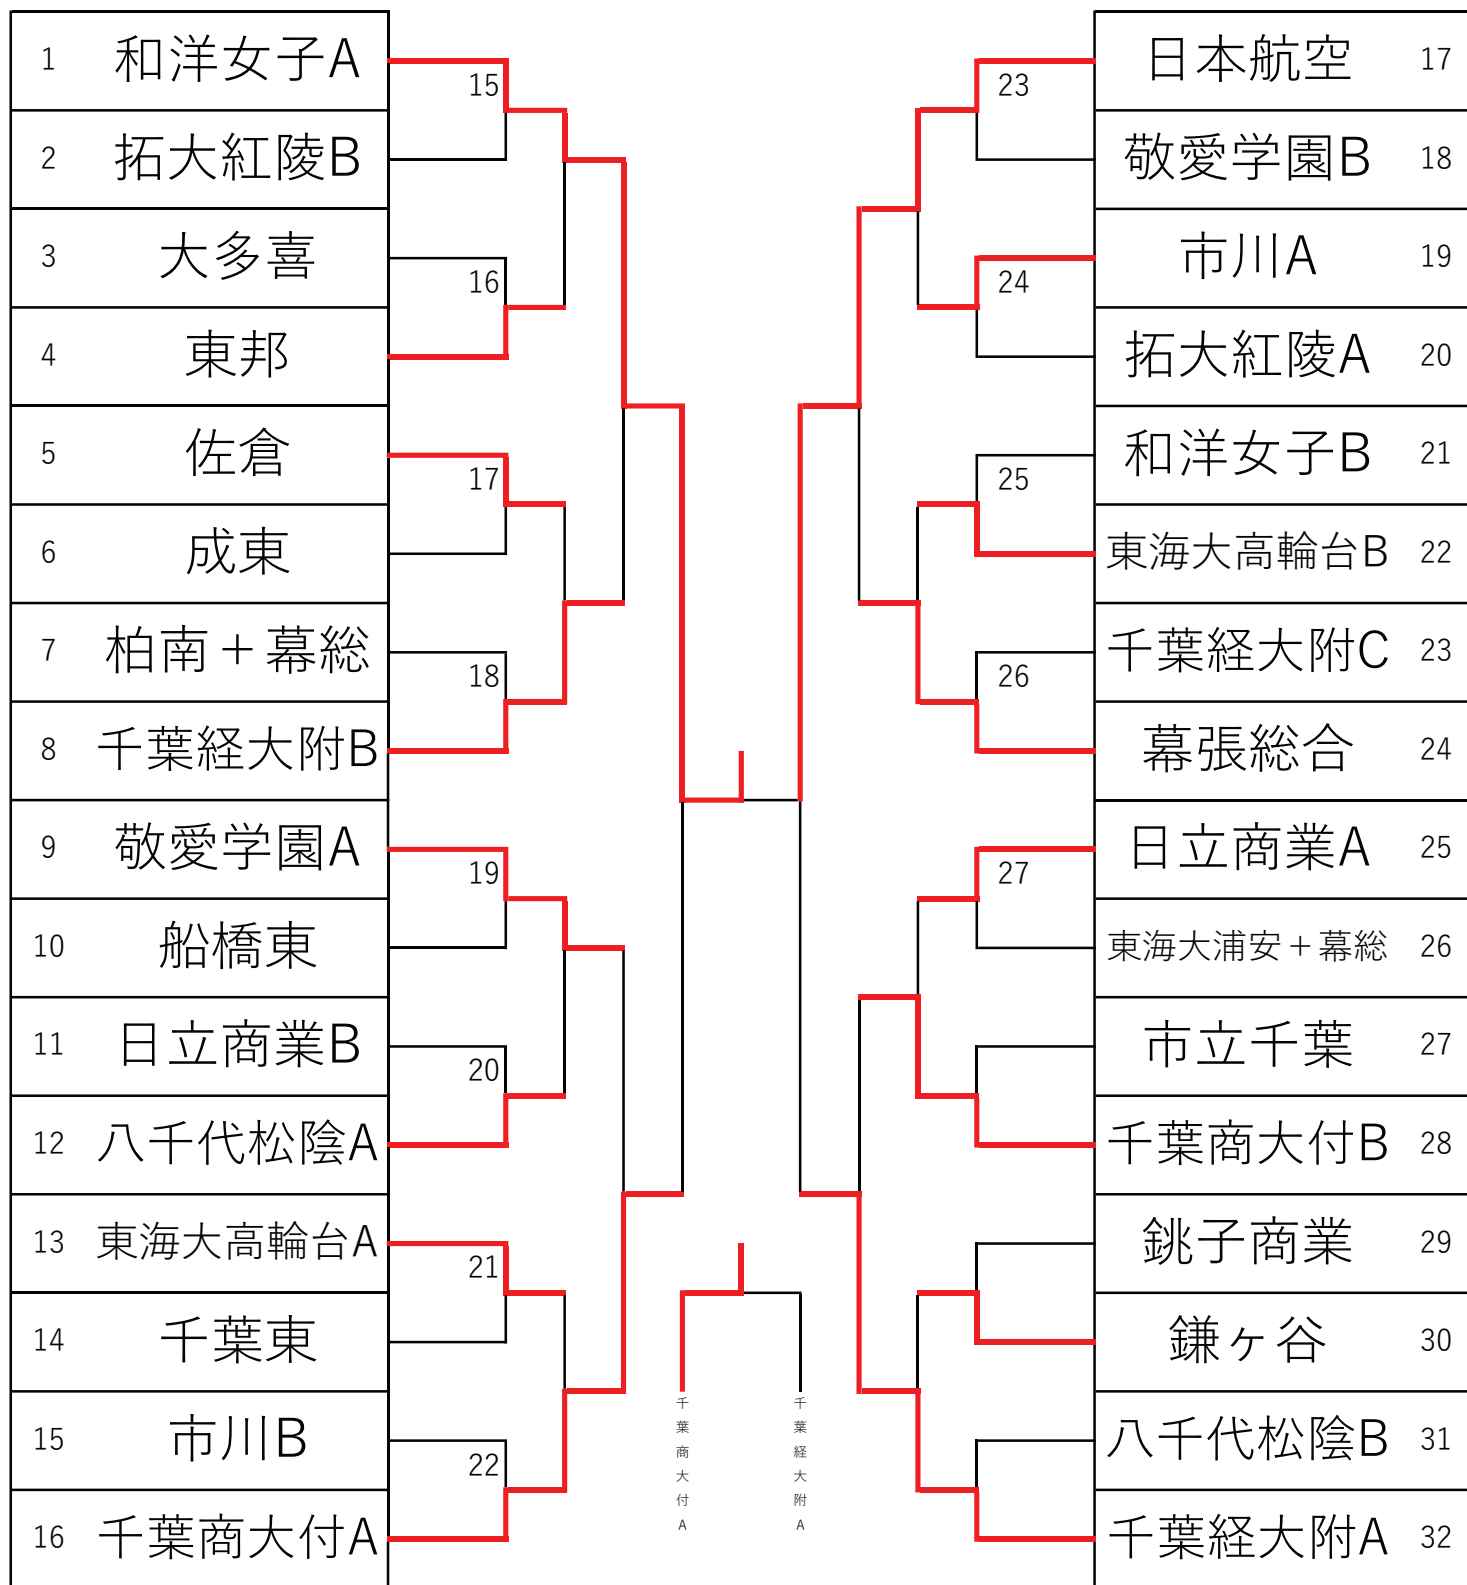 1 和洋女子A
2 拓大紅陵B
3 大多喜
4 東邦
5 佐倉
6 成東
7 柏南＋幕総
8 千葉経大附B
9 敬愛学園A
10 船橋東
11 日立商業B
12 八千代松陰A
13 東海大高輪台A
14 千葉東
15 市川B
16 千葉商大付A
15
16
17
18
19
20
21
22
千葉商大付A
千葉経大附A
23
24
25
26
27
日本航空 17
敬愛学園B 18
市川A 19
拓大紅陵A 20
和洋女子B 21
東海大高輪台B 22
千葉経大附C 23
幕張総合 24
日立商業A 25
東海大浦安＋幕総 26
市立千葉 27
千葉商大付B 28
銚子商業 29
鎌ヶ谷 30
八千代松陰B 31
千葉経大附A 32